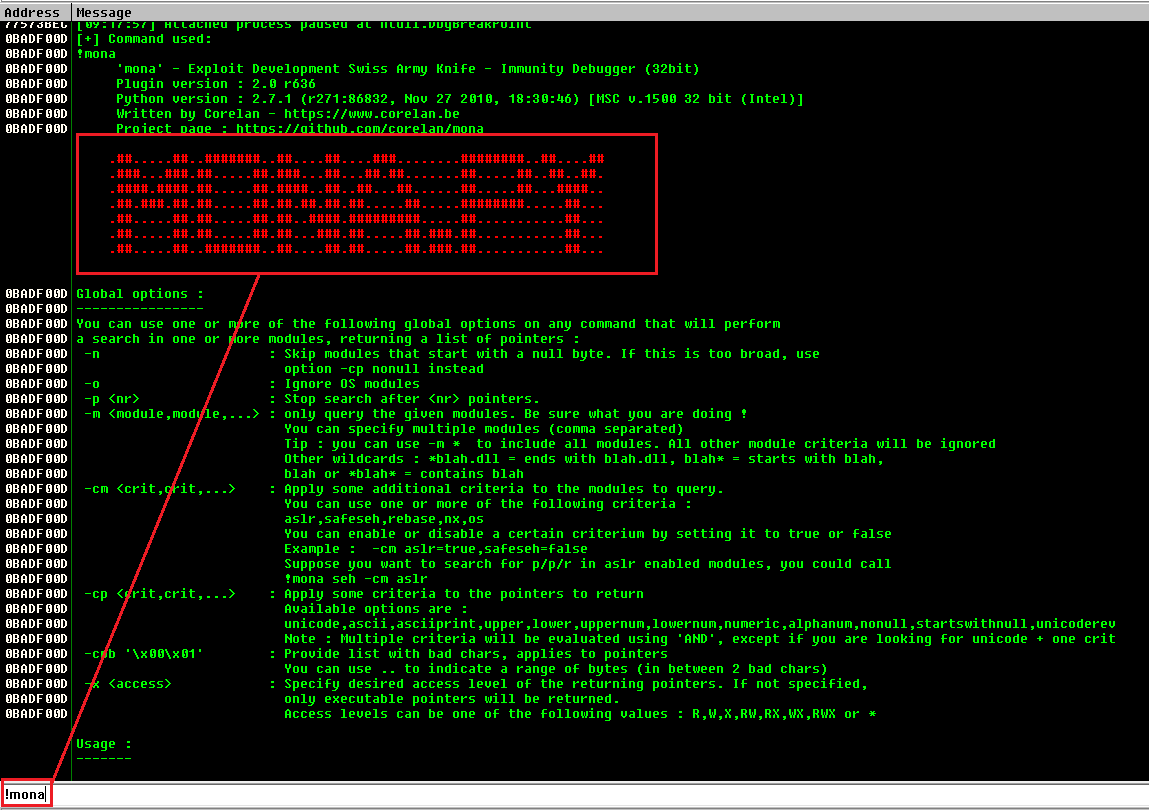 Address Message
77573BEC [09:17:57] Attached process paused at ntdll.DbgBreakPoint
0BADF00D [+] Command used:
0BADF00D !mona
0BADF00D 'mona' - Exploit Development Swiss Army Knife - Immunity Debugger (32bit)
0BADF00D Plugin version : 2.0 r636
0BADF00D Python version : 2.7.1 (r271:86832, Nov 27 2010, 18:30:46) [MSC v.1500 32 bit (Intel)]
0BADF00D Written by Corelan - https://www.corelan.be
0BADF00D Project page : https://github.com/corelan/mona
.##.....##..#######..##....##....###........########..##....##
.###...###.##.....##.###...##...##.##.......##.....##..##..##.
.####.####.##.....##.####..##..##...##......##.....##...####..
.##.###.##.##.....##.##.##.##.##.....##.....########.....##...
.##.....##.##.....##.##..####.#########.....##...........##...
.##.....##.##.....##.##...###.##.....##.###.##...........##...
.##.....##..#######..##....##.##.....##.###.##...........##...
0BADF00D Global options :
0BADF00D ----------------
0BADF00D You can use one or more of the following global options on any command that will perform
0BADF00D a search in one or more modules, returning a list of pointers :
0BADF00D -n : Skip modules that start with a null byte. If this is too broad, use
0BADF00D option -cp nonull instead
0BADF00D -o : Ignore OS modules
0BADF00D -p <nr> : Stop search after <nr> pointers.
0BADF00D -m <module,module,...> : only query the given modules. Be sure what you are doing !
0BADF00D You can specify multiple modules (comma separated)
0BADF00D Tip : you can use -m * to include all modules. All other module criteria will be ignored
0BADF00D Other wildcards : *blah.dll = ends with blah.dll, blah* = starts with blah,
0BADF00D blah or *blah* = contains blah
0BADF00D -cm <crit,crit,...> : Apply some additional criteria to the modules to query.
0BADF00D You can use one or more of the following criteria :
0BADF00D aslr,safeseh,rebase,nx,os
0BADF00D You can enable or disable a certain criterium by setting it to true or false
0BADF00D Example : -cm aslr=true,safeseh=false
0BADF00D Suppose you want to search for p/p/r in aslr enabled modules, you could call
0BADF00D !mona seh -cm aslr
0BADF00D -cp <crit,crit,...> : Apply some criteria to the pointers to return
0BADF00D Available options are :
0BADF00D unicode,ascii,asciiprint,upper,lower,uppernum,lowernum,numeric,alphanum,nonull,startswithnull,unicoderev
0BADF00D Note : Multiple criteria will be evaluated using 'AND', except if you are looking for unicode + one crit
0BADF00D -cpb '\x00\x01' : Provide list with bad chars, applies to pointers
0BADF00D You can use .. to indicate a range of bytes (in between 2 bad chars)
0BADF00D -x <access> : Specify desired access level of the returning pointers. If not specified,
0BADF00D only executable pointers will be returned.
0BADF00D Access levels can be one of the following values : R,W,X,RW,RX,WX,RWX or *
Usage :
-------
!mona